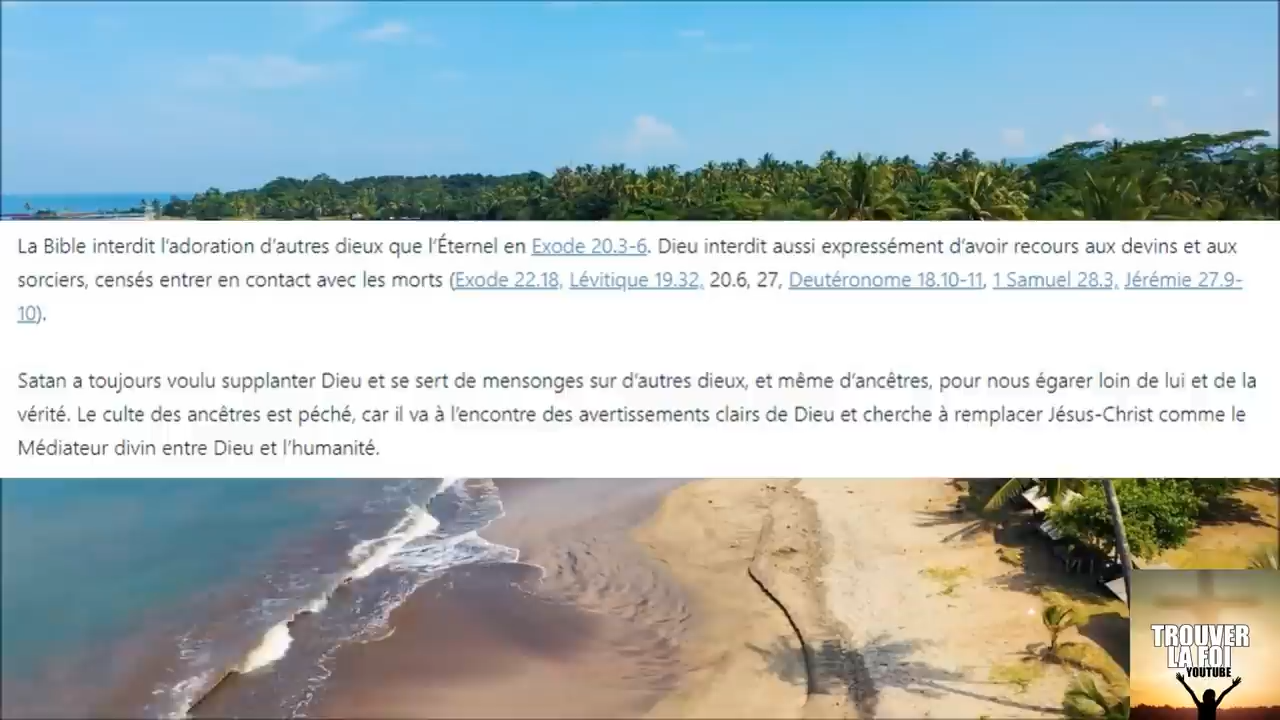 La Bible interdit l'adoration d'autres dieux que l'Éternel en Exode 20.3-6. Dieu interdit aussi expressément d'avoir recours aux devins et aux
sorciers, censés entrer en contact avec les morts (Exode 22.18, Lévitique 19.32, 20.6, 27, Deutéronome 18.10-11, 1 Samuel 28.3, Jérémie 27.9-
10).
Satan a toujours voulu supplanter Dieu et se sert de mensonges sur d'autres dieux, et même d'ancêtres, pour nous égarer loin de lui et de la
vérité. Le culte des ancêtres est péché, car il va à l'encontre des avertissements clairs de Dieu et cherche à remplacer Jésus-Christ comme le
Médiateur divin entre Dieu et l'humanité.
TROUVER
LA FOI
YOUTUBE